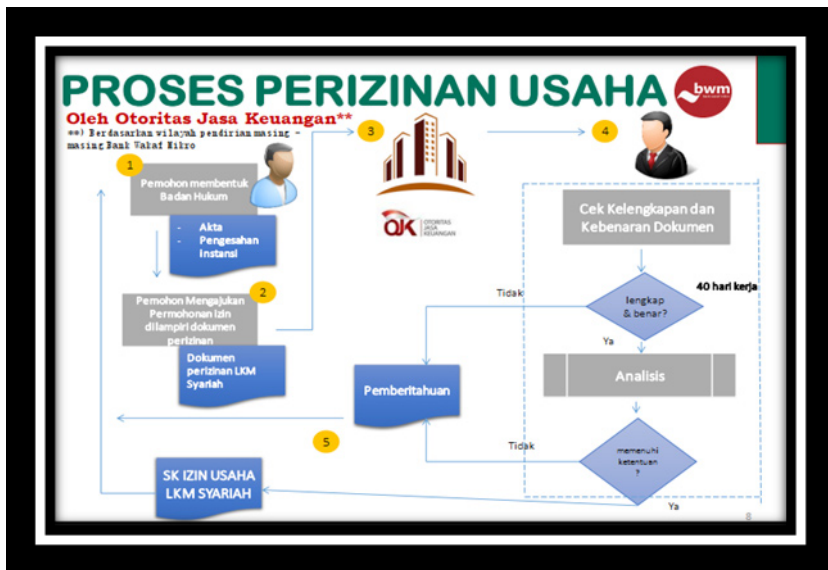 PROSES PERIZINAN USAHA
bwm
Oleh Otoritas Jasa Keuangan**
**) Berdasarkan wilayah pendirian masing -
masing Bank Wakaf Mikro
1
Pemohon membentuk
Badan Hukum
- Akta
- Pengesahan
Instansi
2
Pemohon Mengajukan
Permohonan Izin
dilampiri dokumen
perizinan
Dokumen
perizinan LKM
Syariah
3
OJK
OTORITAS
JASA
KEUANGAN
4
Cek Kelengkapan dan
Kebenaran Dokumen
40 hari kerja
lengkap
& benar?
Tidak
Ya
Analisis
Pemberitahuan
5
Tidak
memenuhi
ketentuan
?
Ya
SK IZIN USAHA
LKM SYARIAH
8